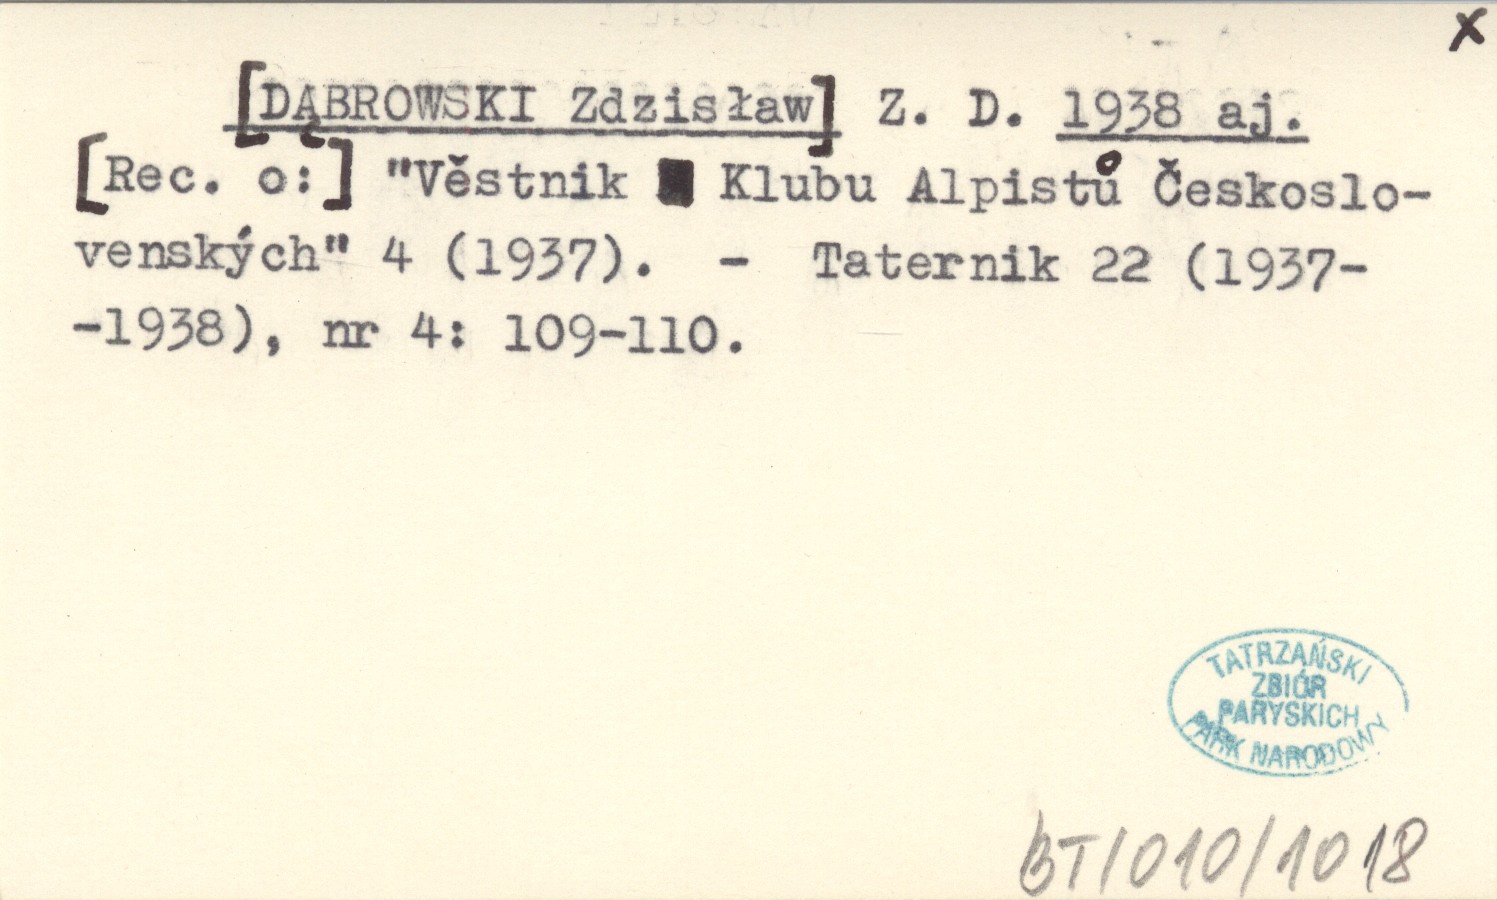 x
[DĄBROWSKI Zdzisław] Z. D. 1938 aj.
[Rec. o:] "Věstnik Klubu Alpistů Českoslo-
venských" 4 (1937). - Taternik 22 (1937-
-1938), nr 4: 109-110.
TATRZAŃSKI
ZBIÓR
PARYSKICH
PARK NARODOWY
BT/010/1018